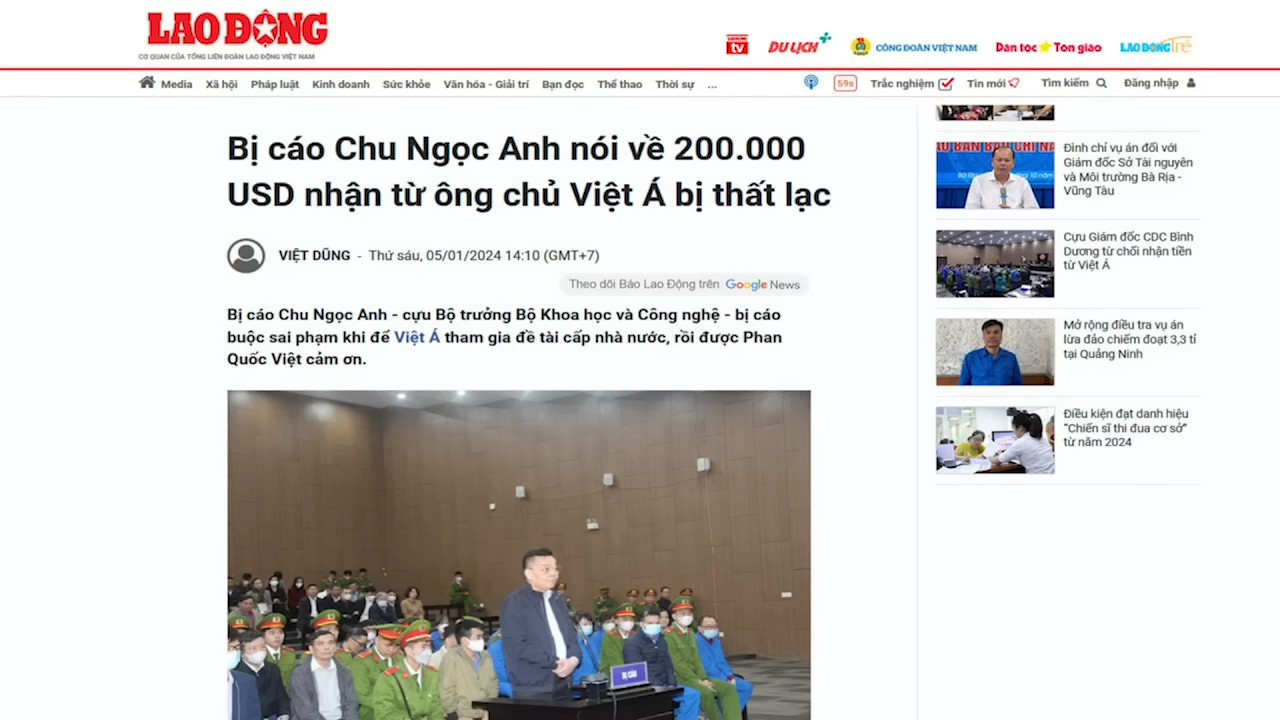 LAO ĐỘNG
CƠ QUAN CỦA TỔNG LIÊN ĐOÀN LAO ĐỘNG VIỆT NAM
LAO ĐỘNG tv
DU LỊCH
CÔNG ĐOÀN VIỆT NAM
Dan tộc Tôn giáo
LAO ĐỘNG Trẻ
Media Xã hội Pháp luật Kinh doanh Sức khỏe Văn hóa - Giải trí Bạn đọc Thể thao Thời sự ...
59s Trắc nghiệm Tin mới Tìm kiếm Đăng nhập
Bị cáo Chu Ngọc Anh nói về 200.000
USD nhận từ ông chủ Việt Á bị thất lạc
VIỆT DŨNG - Thứ sáu, 05/01/2024 14:10 (GMT+7)
Theo dõi Báo Lao Động trên Google News
Bị cáo Chu Ngọc Anh - cựu Bộ trưởng Bộ Khoa học và Công nghệ - bị cáo
buộc sai phạm khi để Việt Á tham gia đề tài cấp nhà nước, rồi được Phan
Quốc Việt cảm ơn.
BỊ CÁO
Đình chỉ vụ án đối với
Giám đốc Sở Tài nguyên
và Môi trường Bà Rịa -
Vũng Tàu
Cựu Giám đốc CDC Bình
Dương từ chối nhận tiền
từ Việt Á
Mở rộng điều tra vụ án
lừa đảo chiếm đoạt 3,3 tỉ
tại Quảng Ninh
Điều kiện đạt danh hiệu
“Chiến sĩ thi đua cơ sở”
từ năm 2024